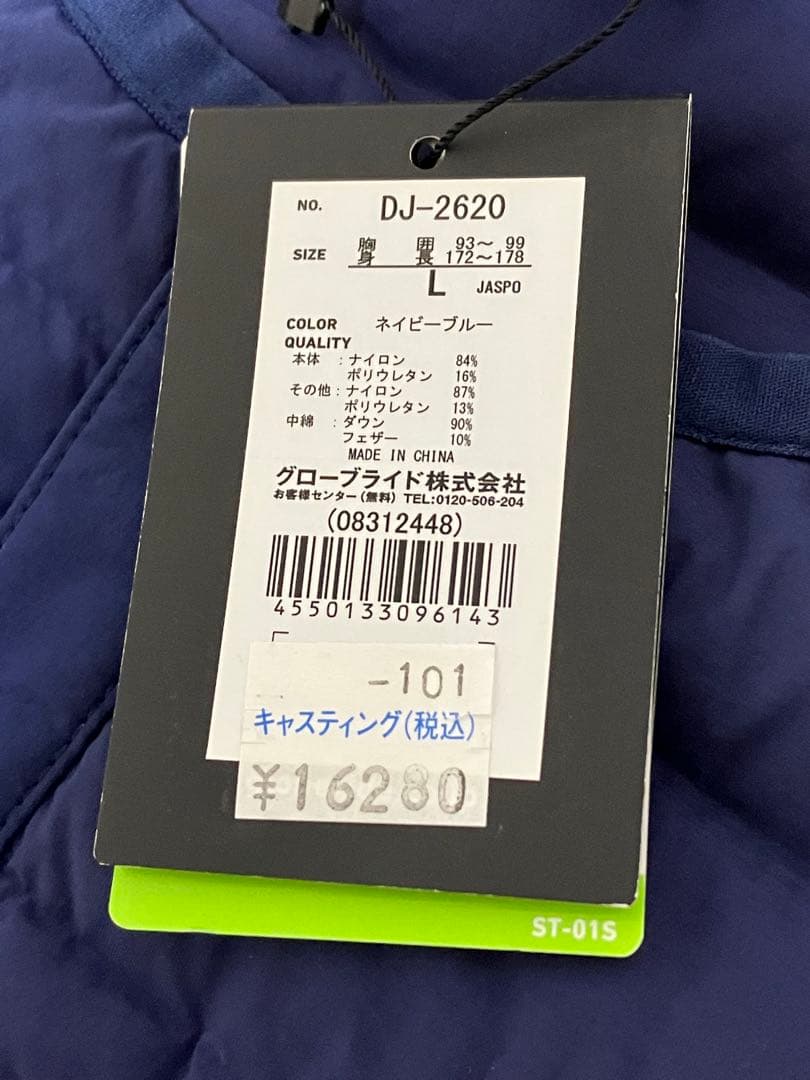 NO. DJ-2620
SIZE 胸 囲 93～ 99
身 長 172～178
L JASPO
COLOR ネイビーブルー
QUALITY
本体 ：ナイロン 84%
ポリウレタン 16%
その他：ナイロン 87%
ポリウレタン 13%
中綿 ：ダウン 90%
フェザー 10%
MADE IN CHINA
グローブライド株式会社
お客様センター(無料) TEL:0120-506-204
(08312448)
4550133096143
-101
キャスティング(税込)
¥16280
ST-01S